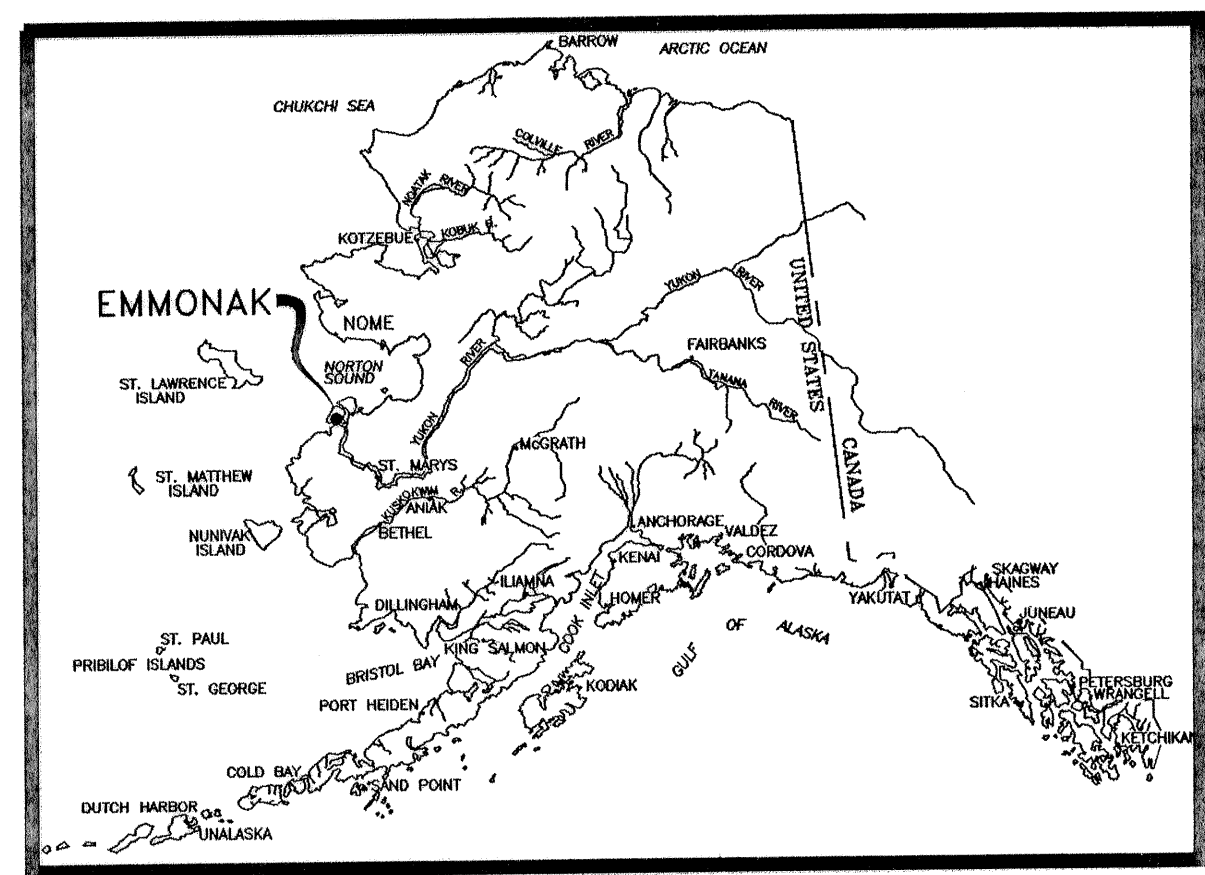 BARROW
ARCTIC OCEAN
CHUKCHI SEA
COLVILLE
RIVER
NOATAK
RIVER
KOTZEBUE
KOBUK R.
EMMONAK
NOME
NORTON
SOUND
ST. LAWRENCE
ISLAND
YUKON
RIVER
UNITED STATES
CANADA
FAIRBANKS
TANANA
RIVER
YUKON
RIVER
McGRATH
ST. MARYS
ST. MATTHEW
ISLAND
KUSKOKWM
R.
ANIAK
BETHEL
NUNIVAK
ISLAND
ANCHORAGE
VALDEZ
KENAI
CORDOVA
ILIAMNA
COOK INLET
HOMER
DILLINGHAM
YAKUTAT
SKAGWAY
HAINES
JUNEAU
GULF OF ALASKA
ST. PAUL
PRIBILOF ISLANDS
ST. GEORGE
KING SALMON
BRISTOL BAY
KODIAK
PORT HEIDEN
SITKA
PETERSBURG
WRANGELL
KETCHIKAN
COLD BAY
SAND POINT
DUTCH HARBOR
UNALASKA